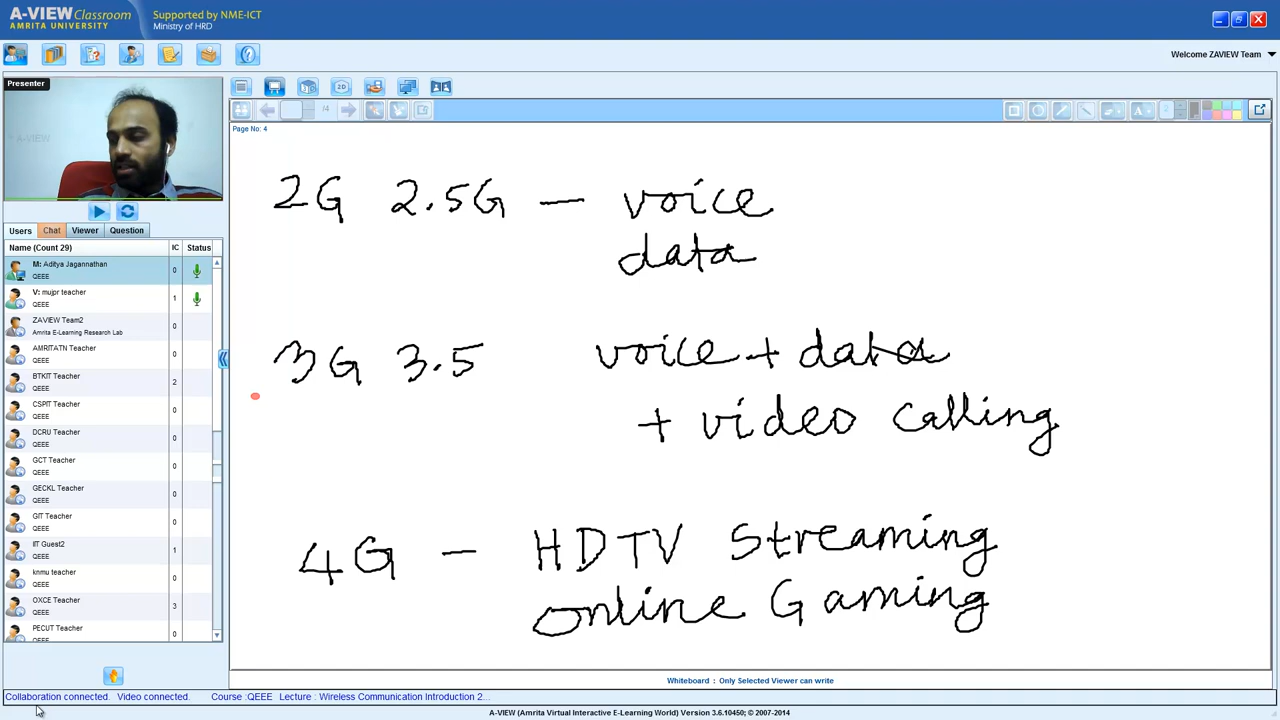 A-VIEW Classroom
AMRITA UNIVERSITY
Supported by NME-ICT
Ministry of HRD
Welcome ZAVIEW Team
Presenter
A-VIEW
/4
2D
A
2
Page No: 4
Users Chat Viewer Question
Name (Count 29) IC Status
M: Aditya Jagannathan
QEEE
0
V: mujpr teacher
QEEE
1
ZAVIEW Team2
Amrita E-Learning Research Lab
0
AMRITATN Teacher
QEEE
0
BTKIT Teacher
QEEE
2
CSPIT Teacher
QEEE
0
DCRU Teacher
QEEE
0
GCT Teacher
QEEE
0
GECKL Teacher
QEEE
0
GIT Teacher
QEEE
0
IIT Guest2
QEEE
1
knmu teacher
QEEE
0
OXCE Teacher
QEEE
3
PECUT Teacher
QEEE
0
2G 2.5G — voice
data
3G 3.5 voice + data
+ video calling
4G — HDTV Streaming
Online Gaming
Whiteboard : Only Selected Viewer can write
Collaboration connected. Video connected. Course :QEEE Lecture : Wireless Communication Introduction 2...
A-VIEW (Amrita Virtual Interactive E-Learning World) Version 3.6.10450; © 2007-2014